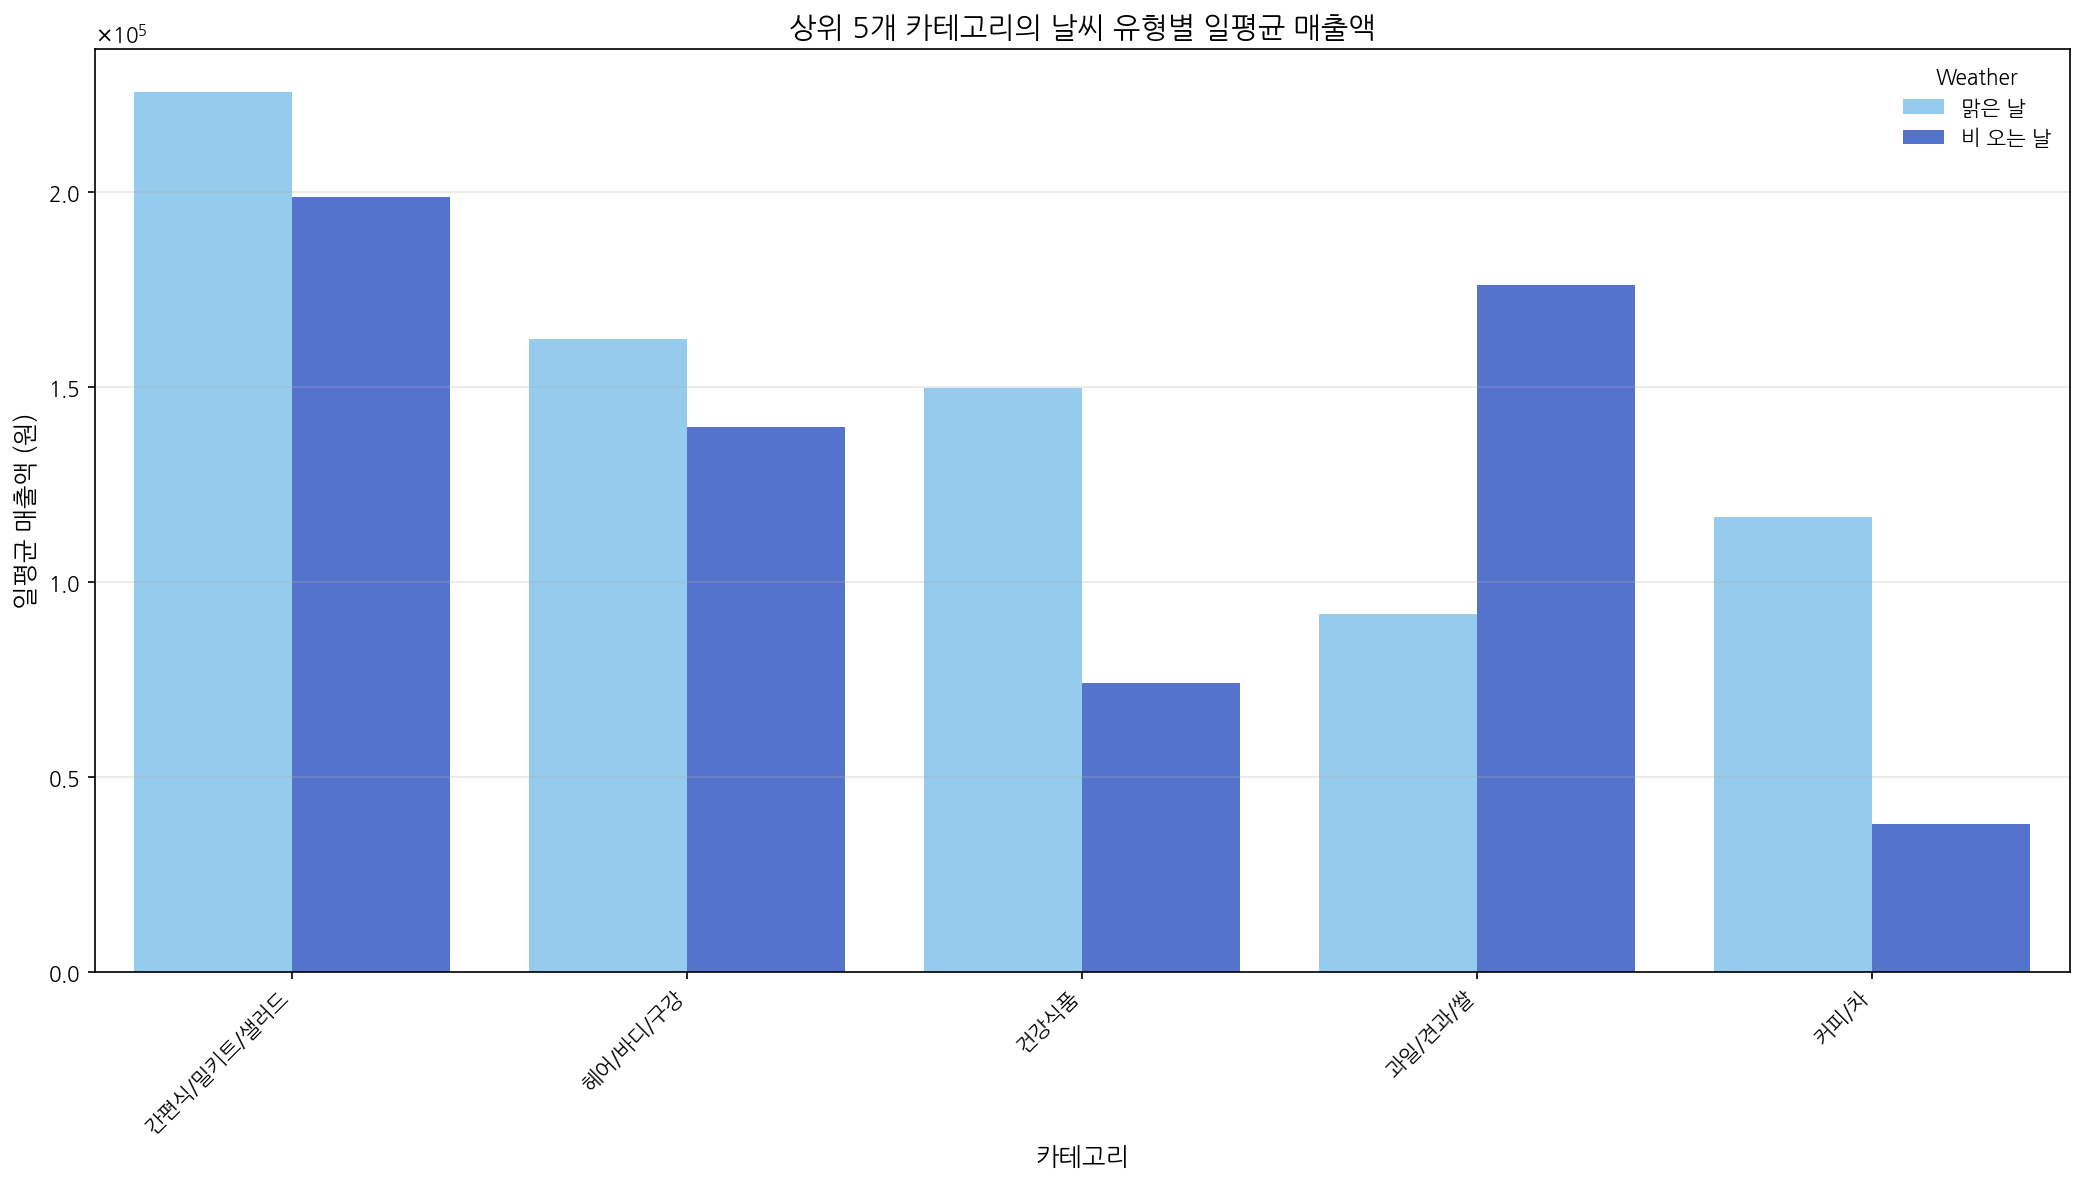 상위 5개 카테고리의 날씨 유형별 일평균 매출액
×10⁵
Weather
맑은 날
비 오는 날
일평균 매출액 (원)
2.0
1.5
1.0
0.5
0.0
간편식/밀키트/샐러드
헤어/바디/구강
건강식품
과일/견과/쌀
커피/차
카테고리